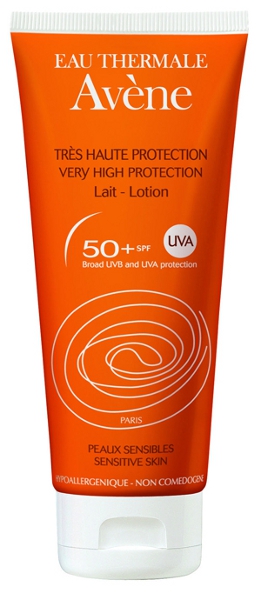 EAU THERMALE
Avène
TRÈS HAUTE PROTECTION
VERY HIGH PROTECTION
Lait - Lotion
50+ SPF UVA
Broad UVB and UVA protection
PARIS
PEAUX SENSIBLES
SENSITIVE SKIN
HYPOALLERGENIQUE - NON COMEDOGENE